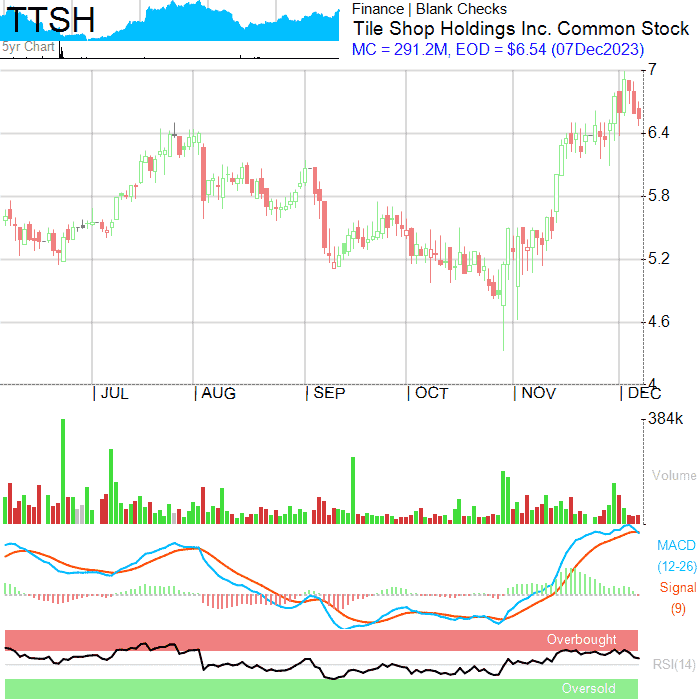 TTSH
5yr Chart
Finance | Blank Checks
Tile Shop Holdings Inc. Common Stock
MC = 291.2M, EOD = $6.54 (07Dec2023)
7
6.4
5.8
5.2
4.6
4
JUL
AUG
SEP
OCT
NOV
DEC
384k
Volume
MACD
(12-26)
Signal
(9)
Overbought
RSI(14)
Oversold